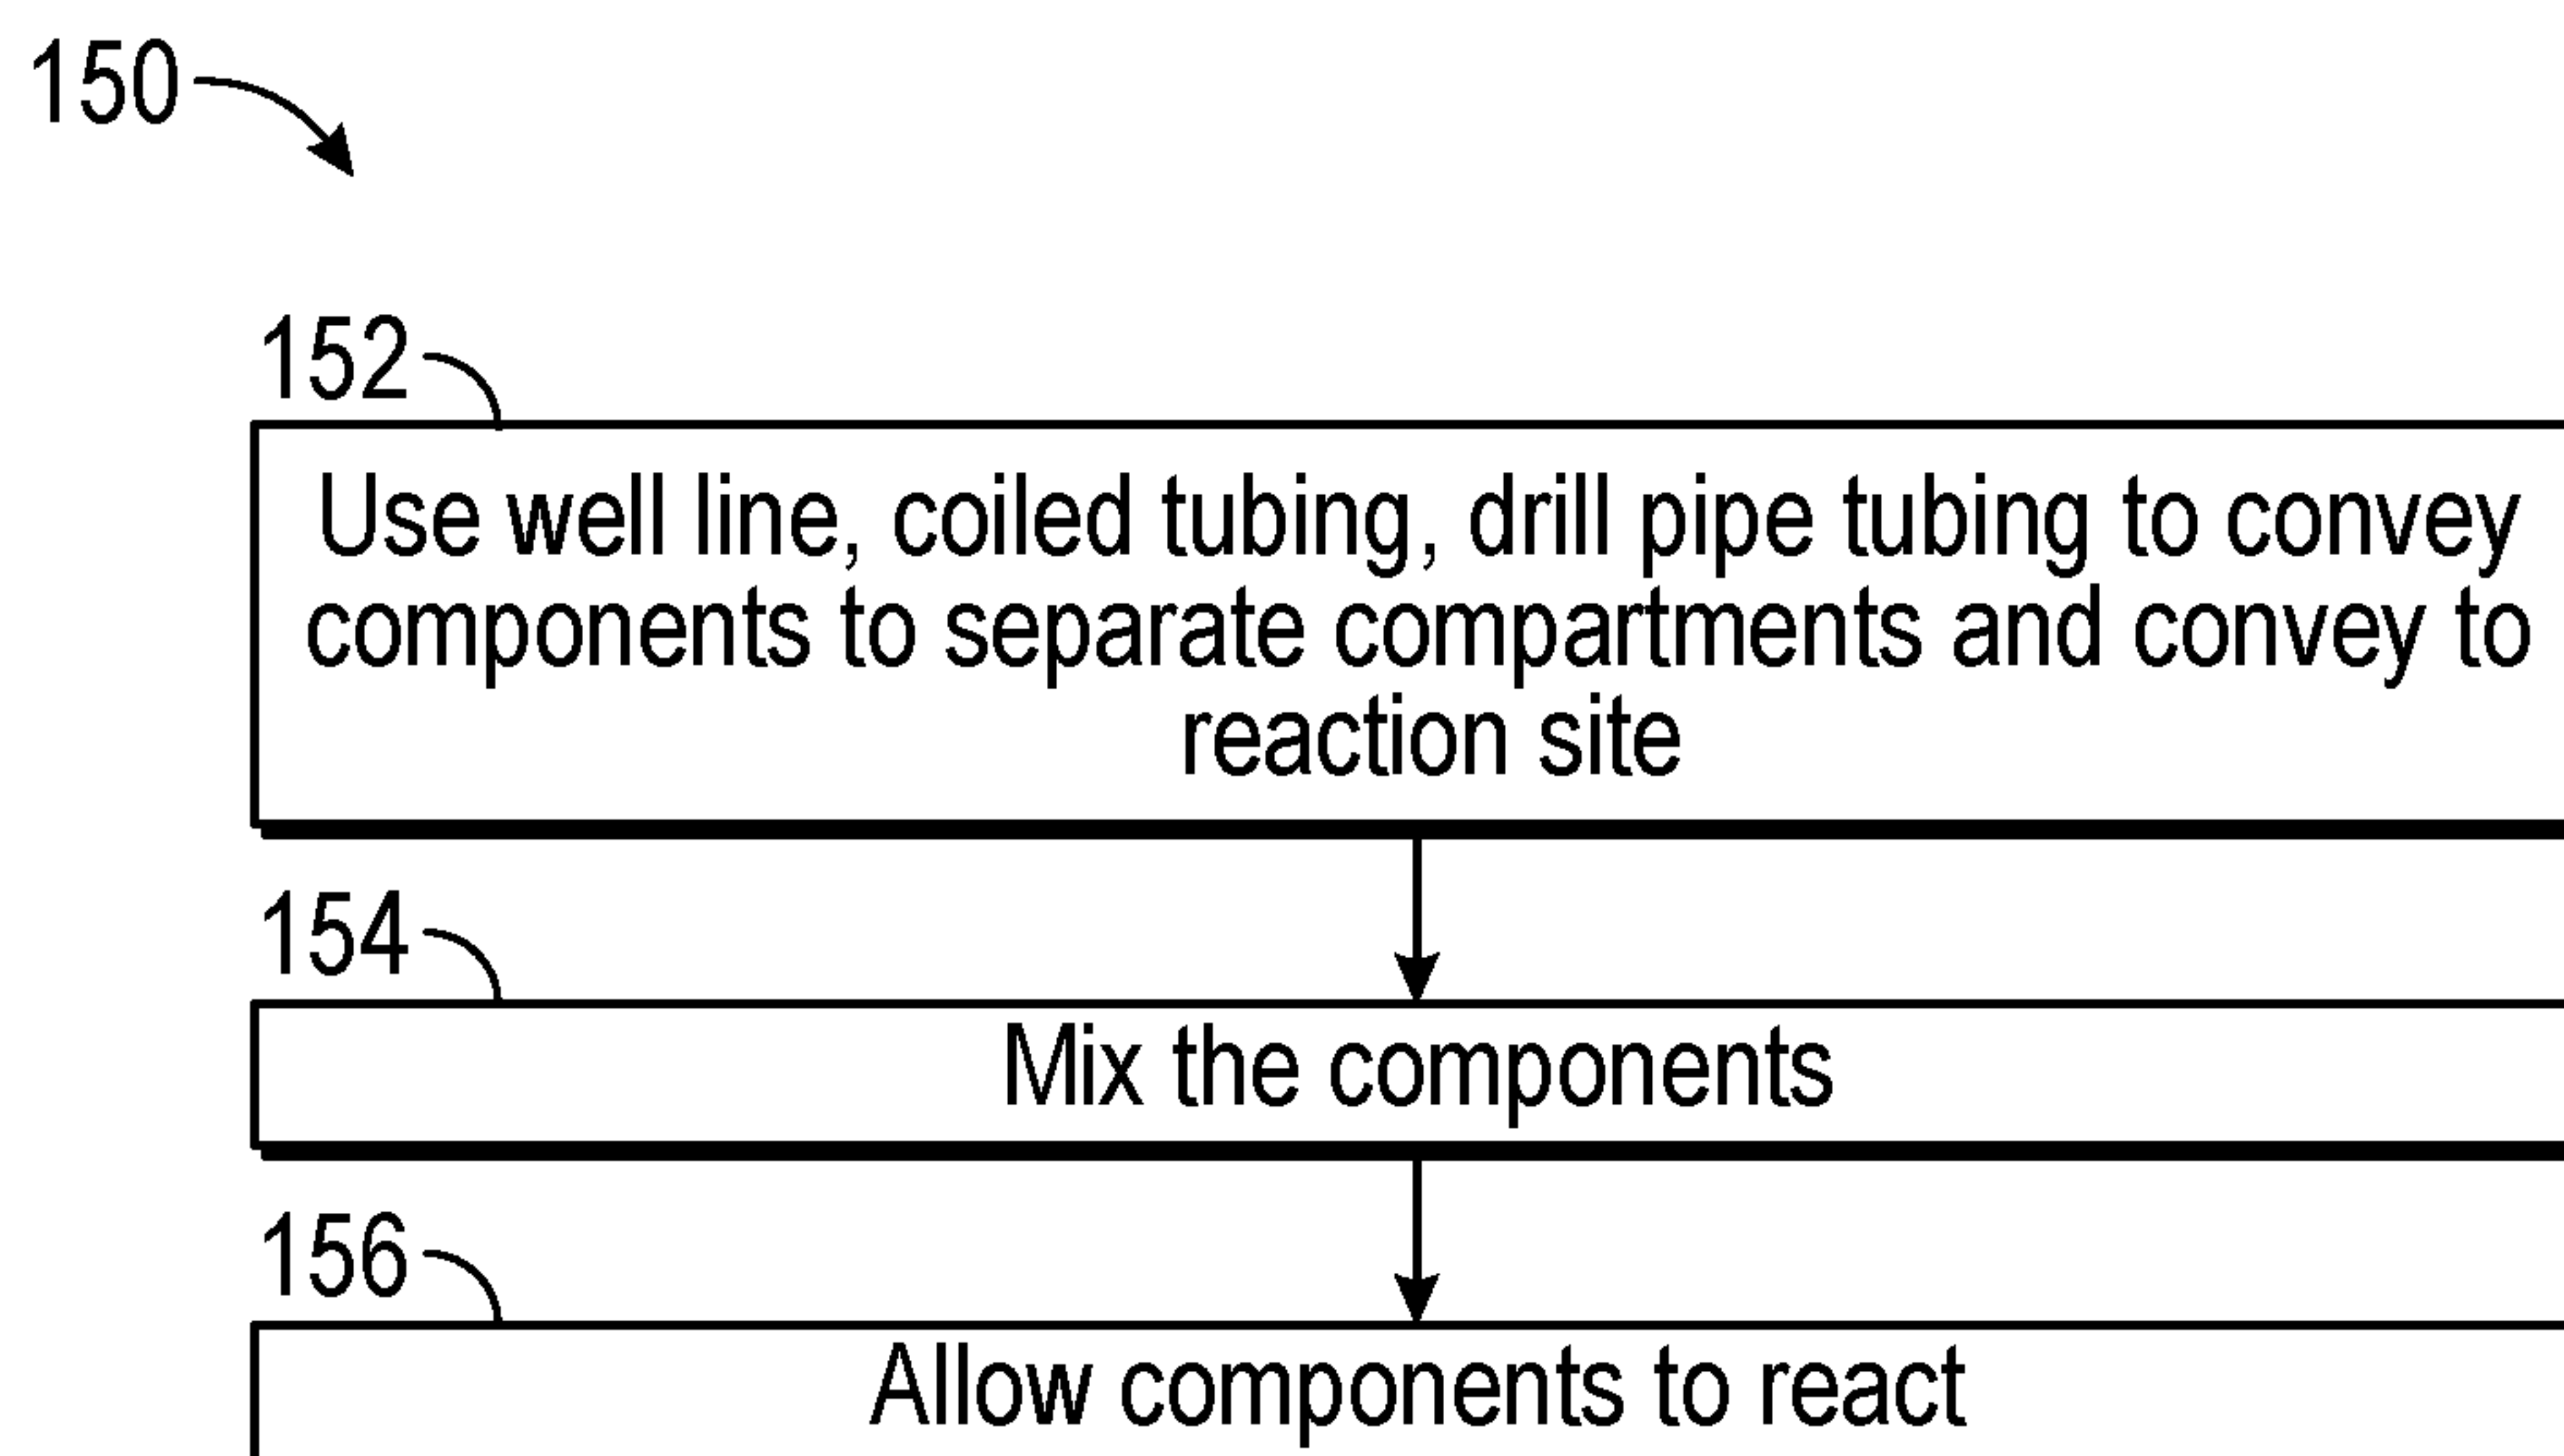 150
152
Use well line, coiled tubing, drill pipe tubing to convey
components to separate compartments and convey to
reaction site
154
Mix the components
156
Allow components to react